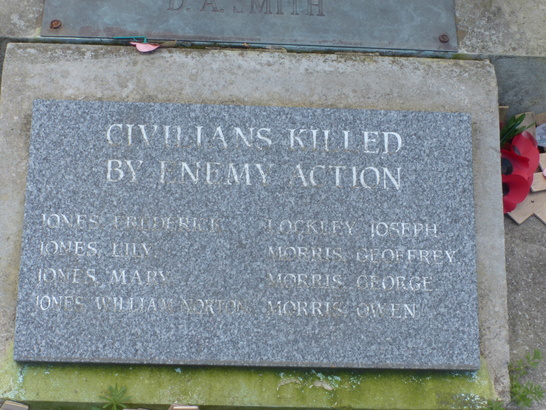 D. A. SMITH
CIVILIANS KILLED
BY ENEMY ACTION
JONES FREDERICK
JONES, LILY
JONES, MARY
JONES, WILLIAM NORTON
LOCKLEY JOSEPH
MORRIS, GEOFFREY
MORRIS, GEORGE
MORRIS, OWEN